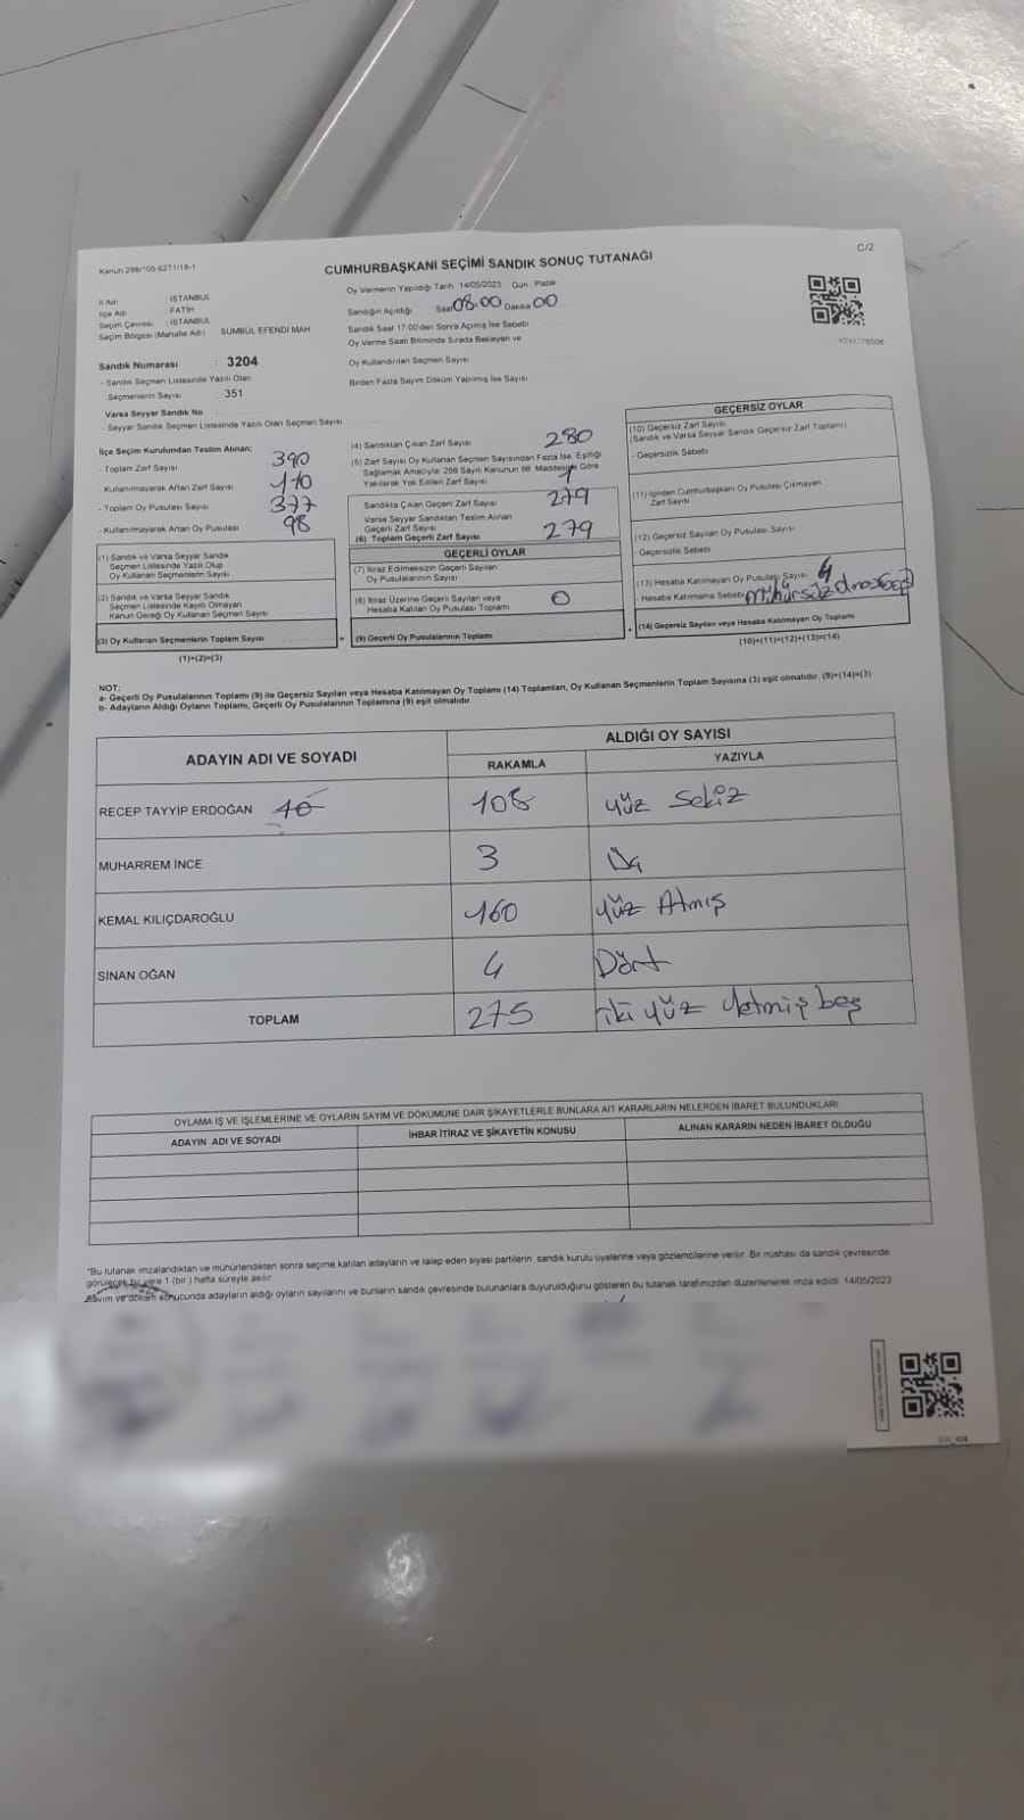 Kanun 298/105-6271/18-1
C/2
CUMHURBAŞKANI SEÇİMİ SANDIK SONUÇ TUTANAĞI
İl Adı : İSTANBUL
İlçe Adı : FATİH
Seçim Çevresi : İSTANBUL
Seçim Bölgesi (Mahalle Adı) : SÜMBÜL EFENDİ MAH
Sandık Numarası : 3204
- Sandık Seçmen Listesinde Yazılı Olan
Seçmenlerin Sayısı 351
Varsa Seyyar Sandık No
- Seyyar Sandık Seçmen Listesinde Yazılı Olan Seçmen Sayısı
Oy Vermenin Yapıldığı Tarih 14/05/2023 Gün : Pazar
Sandığın Açıldığı Saat 08:00 Dakika 00
Sandık Saat 17.00'den Sonra Açılmış İse Sebebi
Oy Verme Saati Bitiminde Sırada Bekleyen ve
Oy Kullandırılan Seçmen Sayısı
Birden Fazla Sayım Döküm Yapılmış İse Sayısı
İlçe Seçim Kurulundan Teslim Alınan;
- Toplam Zarf Sayısı 390
- Kullanılmayarak Artan Zarf Sayısı 110
- Toplam Oy Pusulası Sayısı 377
- Kullanılmayarak Artan Oy Pusulası 98
(1) Sandık ve Varsa Seyyar Sandık
Seçmen Listesinde Yazılı Olup
Oy Kullanan Seçmenlerin Sayısı
(2) Sandık ve Varsa Seyyar Sandık
Seçmen Listesinde Kayıtlı Olmayan
Kanun Gereği Oy Kullanan Seçmen Sayısı
(3) Oy Kullanan Seçmenlerin Toplam Sayısı
(1)+(2)=(3)
(4) Sandıktan Çıkan Zarf Sayısı 280
(5) Zarf Sayısı Oy Kullanan Seçmen Sayısından Fazla İse, Eşitliği
Sağlamak Amacıyla 298 Sayılı Kanunun 98. Maddesine Göre
Yakılarak Yok Edilen Zarf Sayısı 1
Sandıkta Çıkan Geçerli Zarf Sayısı 279
Varsa Seyyar Sandıktan Teslim Alınan
Geçerli Zarf Sayısı
(6) Toplam Geçerli Zarf Sayısı 279
GEÇERLİ OYLAR
(7) İtiraz Edilmeksizin Geçerli Sayılan
Oy Pusulalarının Sayısı
(8) İtiraz Üzerine Geçerli Sayılan veya
Hesaba Katılan Oy Pusulası Toplamı 0
(9) Geçerli Oy Pusulalarının Toplamı
GEÇERSİZ OYLAR
(10) Geçersiz Zarf Sayısı
(Sandık ve Varsa Seyyar Sandık Geçersiz Zarf Toplamı)
- Geçersizlik Sebebi
(11) İçinden Cumhurbaşkanı Oy Pusulası Çıkmayan
Zarf Sayısı
(12) Geçersiz Sayılan Oy Pusulası Sayısı
Geçersizlik Sebebi
(13) Hesaba Katılmayan Oy Pusulası Sayısı 4
- Hesaba Katılmama Sebebi mühürsüz olması
(14) Geçersiz Sayılan veya Hesaba Katılmayan Oy Toplamı
(10)+(11)+(12)+(13)=(14)
NOT:
a- Geçerli Oy Pusulalarının Toplamı (9) ile Geçersiz Sayılan veya Hesaba Katılmayan Oy Toplamı (14) Toplamları, Oy Kullanan Seçmenlerin Toplam Sayısına (3) eşit olmalıdır. (9)+(14)=(3)
b- Adayların Aldığı Oyların Toplamı, Geçerli Oy Pusulalarının Toplamına (9) eşit olmalıdır.
ADAYIN ADI VE SOYADI
ALDIĞI OY SAYISI
RAKAMLA YAZIYLA
RECEP TAYYİP ERDOĞAN 10 108 yüz Sekiz
MUHARREM İNCE 3 Üç
KEMAL KILIÇDAROĞLU 160 yüz Atmış
SİNAN OĞAN 4 Dört
TOPLAM 275 iki yüz yetmiş beş
OYLAMA İŞ VE İŞLEMLERİNE VE OYLARIN SAYIM VE DÖKÜMÜNE DAİR ŞİKAYETLERLE BUNLARA AİT KARARLARIN NELERDEN İBARET BULUNDUKLARI
ADAYIN ADI VE SOYADI İHBAR İTİRAZ VE ŞİKAYETİN KONUSU ALINAN KARARIN NEDEN İBARET OLDUĞU
"Bu tutanak imzalandıktan ve mühürlendikten sonra seçime katılan adayların ve talep eden siyasi partilerin, sandık kurulu üyelerine veya gözlemcilerine verilir. Bir nüshası da sandık çevresinde
görülecek bir yere 1 (bir) hafta süreyle asılır.
Sayım ve döküm sonucunda adayların aldığı oyların sayılarını ve bunların sandık çevresinde bulunanlara duyurulduğunu gösteren bu tutanak tarafımızdan düzenlenerek imza edildi. 14/05/2023